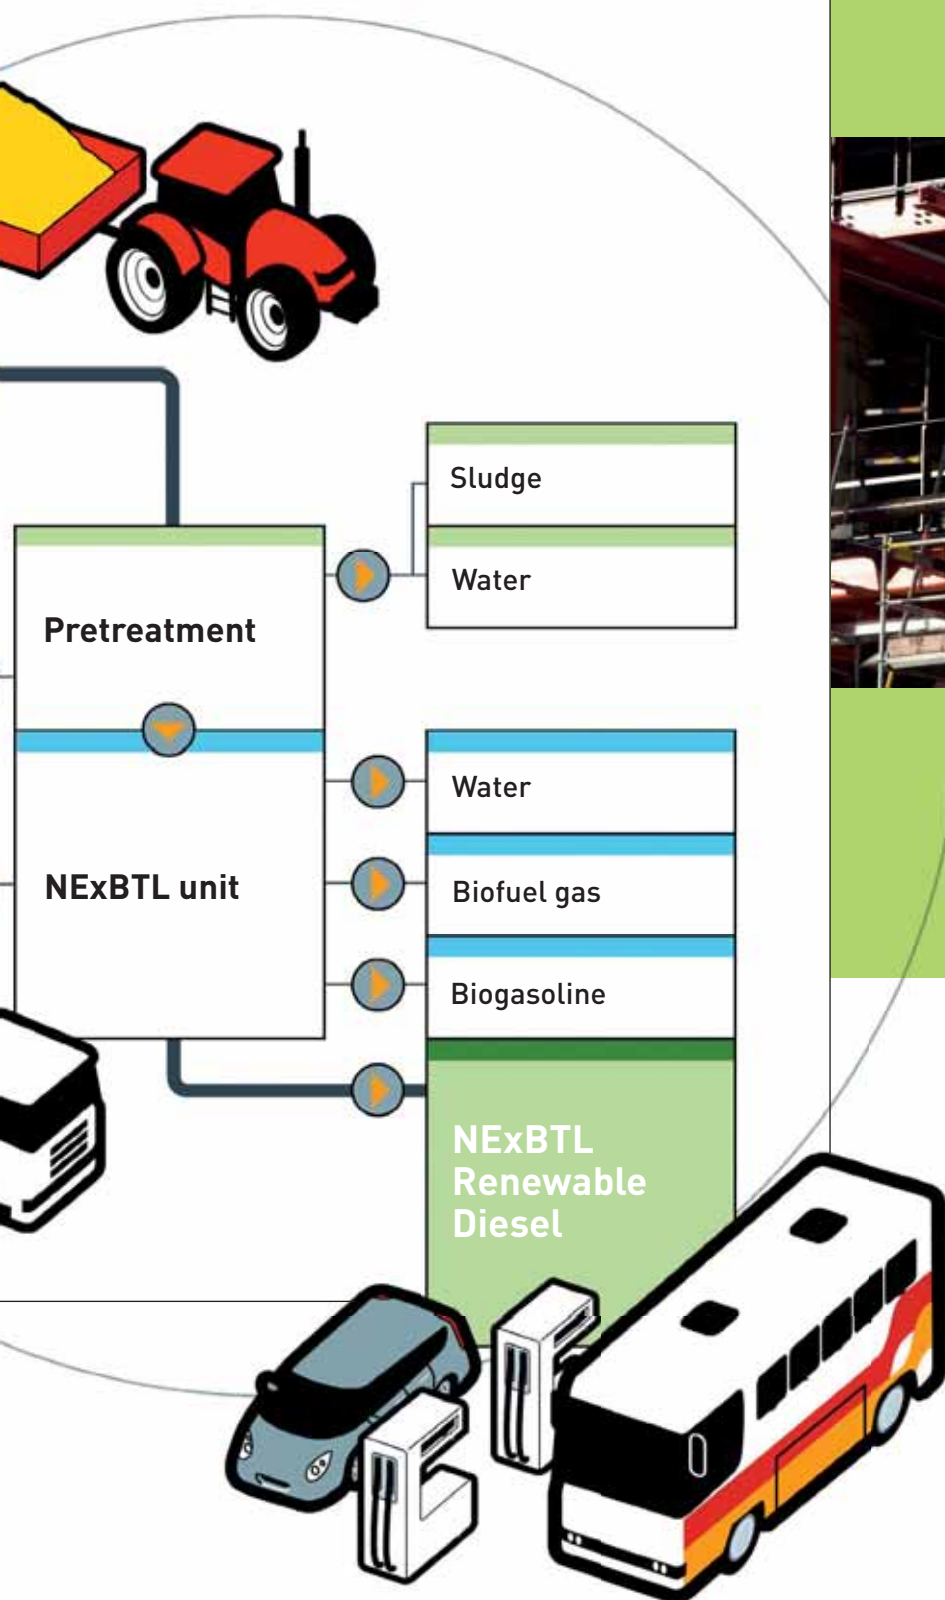 Sludge
Water
Pretreatment
Water
NExBTL unit
Biofuel gas
Biogasoline
NExBTL
Renewable
Diesel